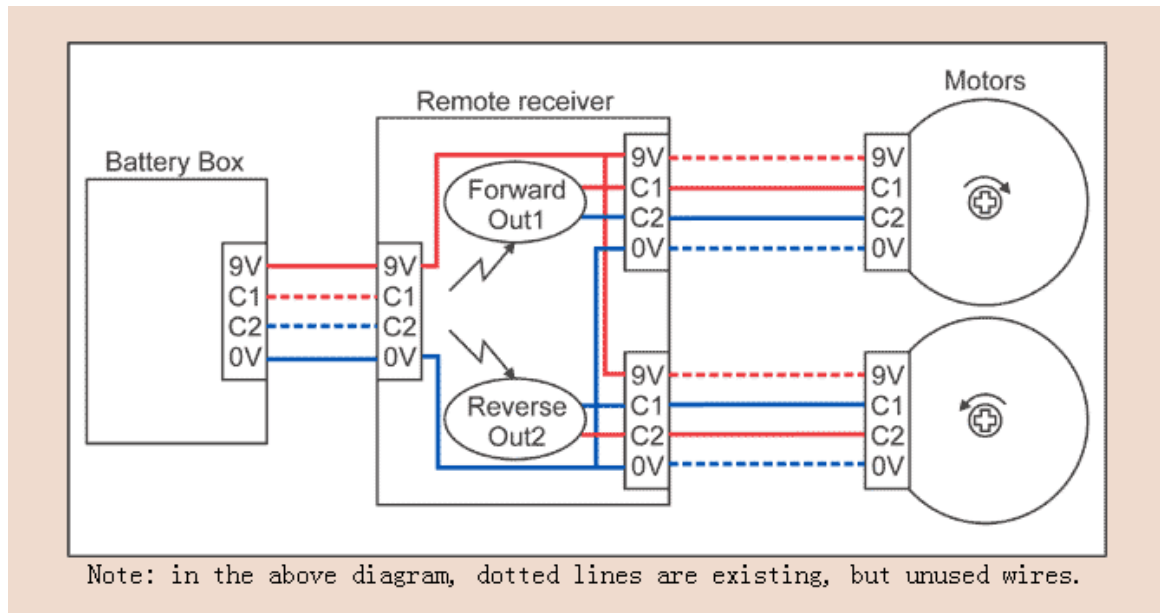 Motors
Remote receiver
Battery Box
9V
C1
C2
0V
9V
C1
C2
0V
Forward
Out1
Reverse
Out2
9V
C1
C2
0V
9V
C1
C2
0V
9V
C1
C2
0V
9V
C1
C2
0V
Note: in the above diagram, dotted lines are existing, but unused wires.